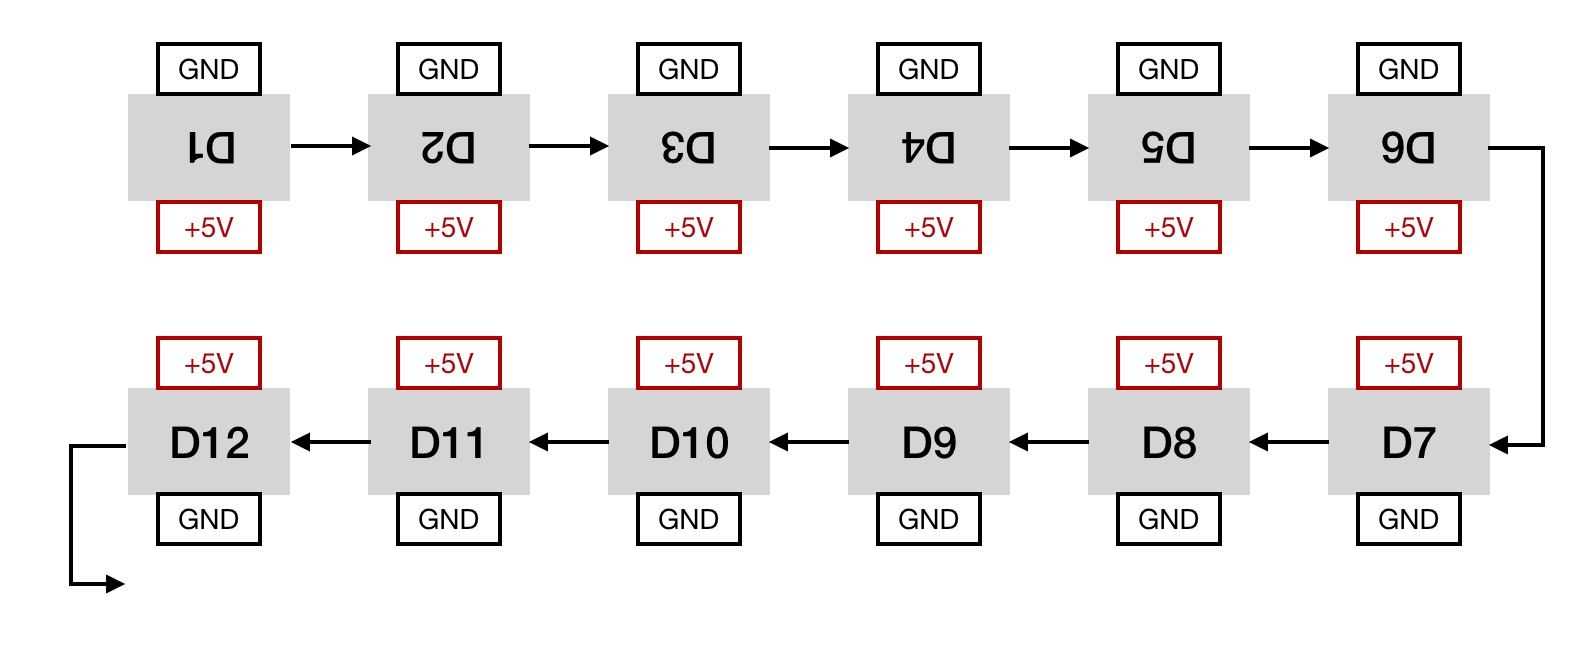 GND GND GND GND GND GND
D1 D2 D3 D4 D5 D6
+5V +5V +5V +5V +5V +5V
+5V +5V +5V +5V +5V +5V
D12 D11 D10 D9 D8 D7
GND GND GND GND GND GND